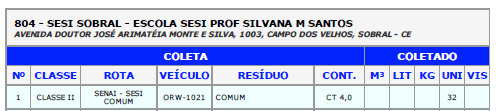 804 - SESI SOBRAL - ESCOLA SESI PROF SILVANA M SANTOS
AVENIDA DOUTOR JOSÉ ARIMATÉIA MONTE E SILVA, 1003, CAMPO DOS VELHOS, SOBRAL - CE
COLETA COLETADO
Nº CLASSE ROTA VEÍCULO RESÍDUO CONT. M³ LIT KG UNI VIS
1 CLASSE II SENAI - SESI COMUM ORW-1021 COMUM CT 4,0 32